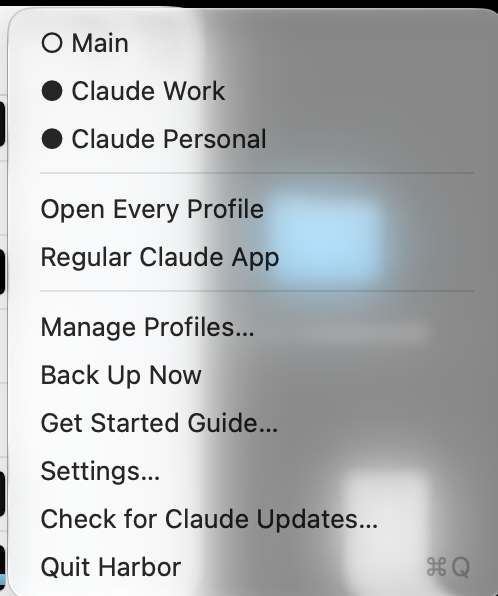 Main
Claude Work
Claude Personal
Open Every Profile
Regular Claude App
Manage Profiles...
Back Up Now
Get Started Guide...
Settings...
Check for Claude Updates...
Quit Harbor ⌘Q